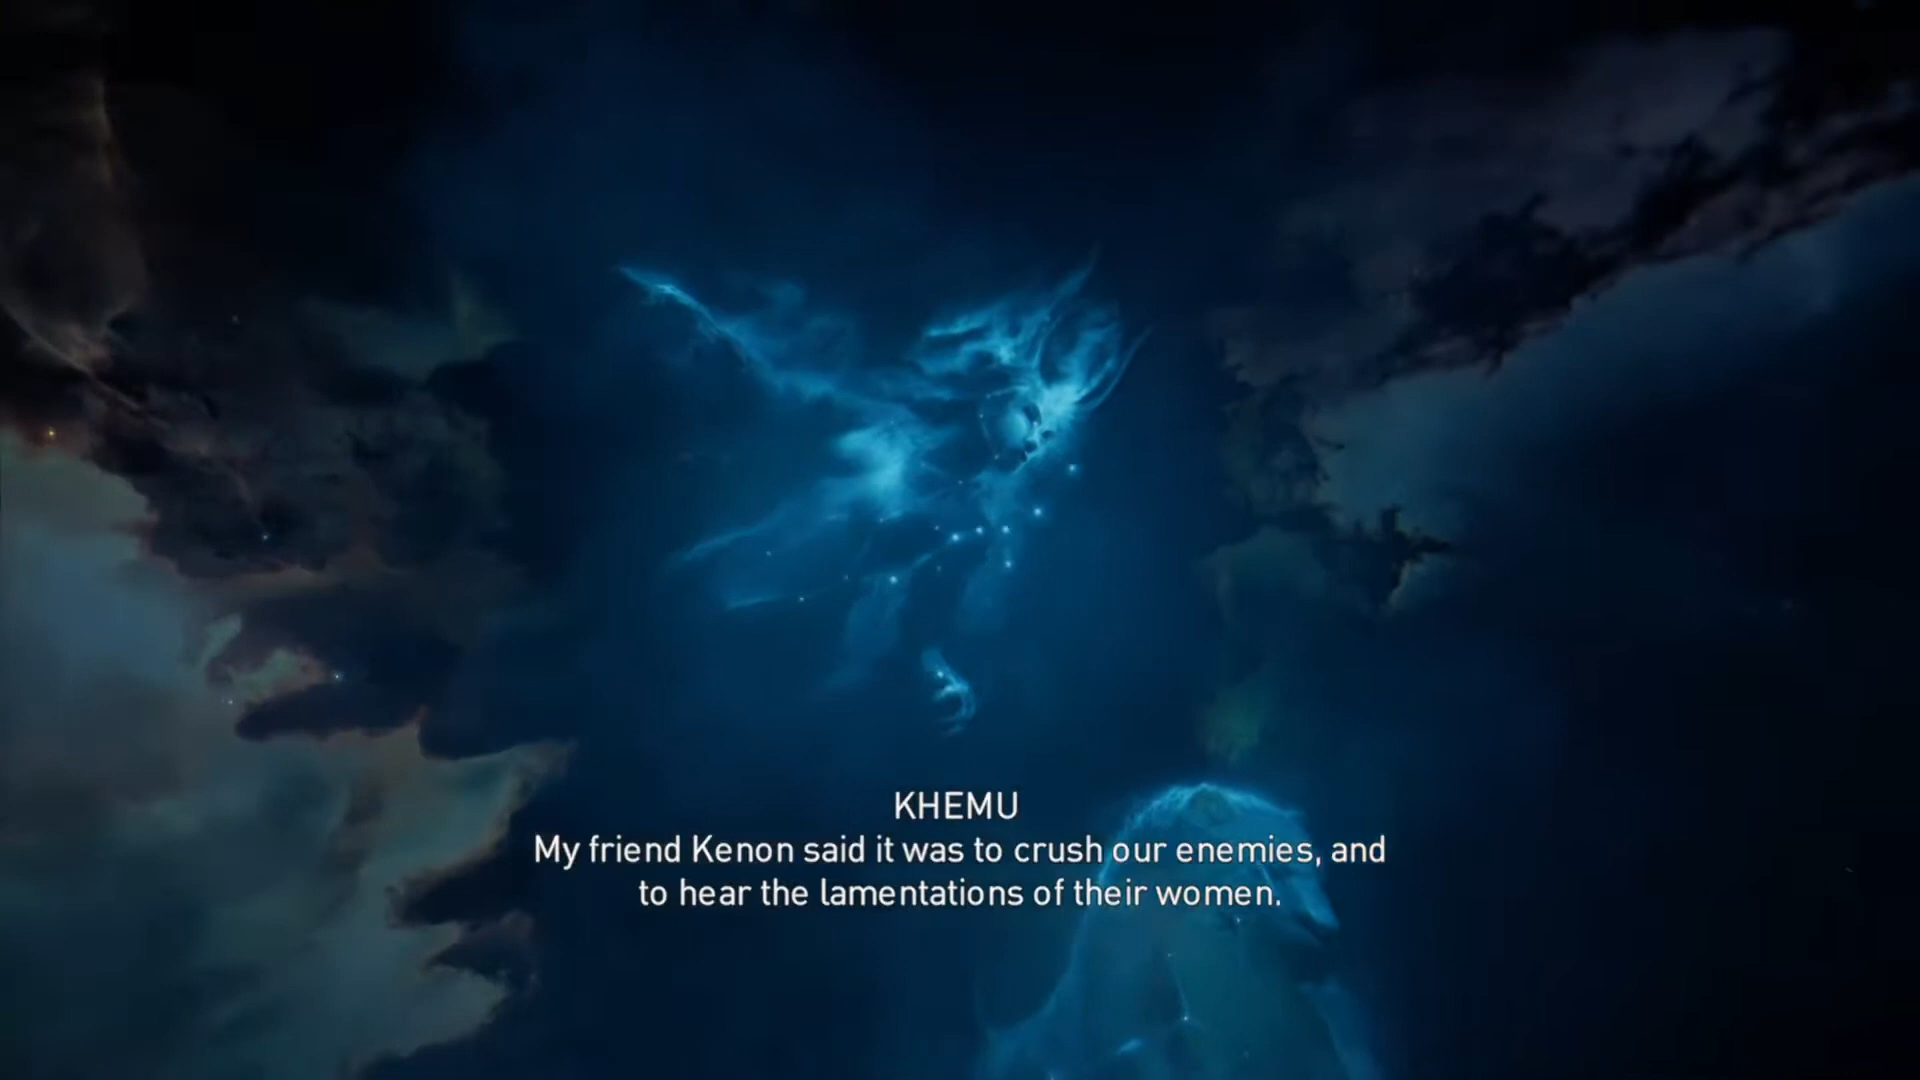 KHEMU
My friend Kenon said it was to crush our enemies, and
to hear the lamentations of their women.